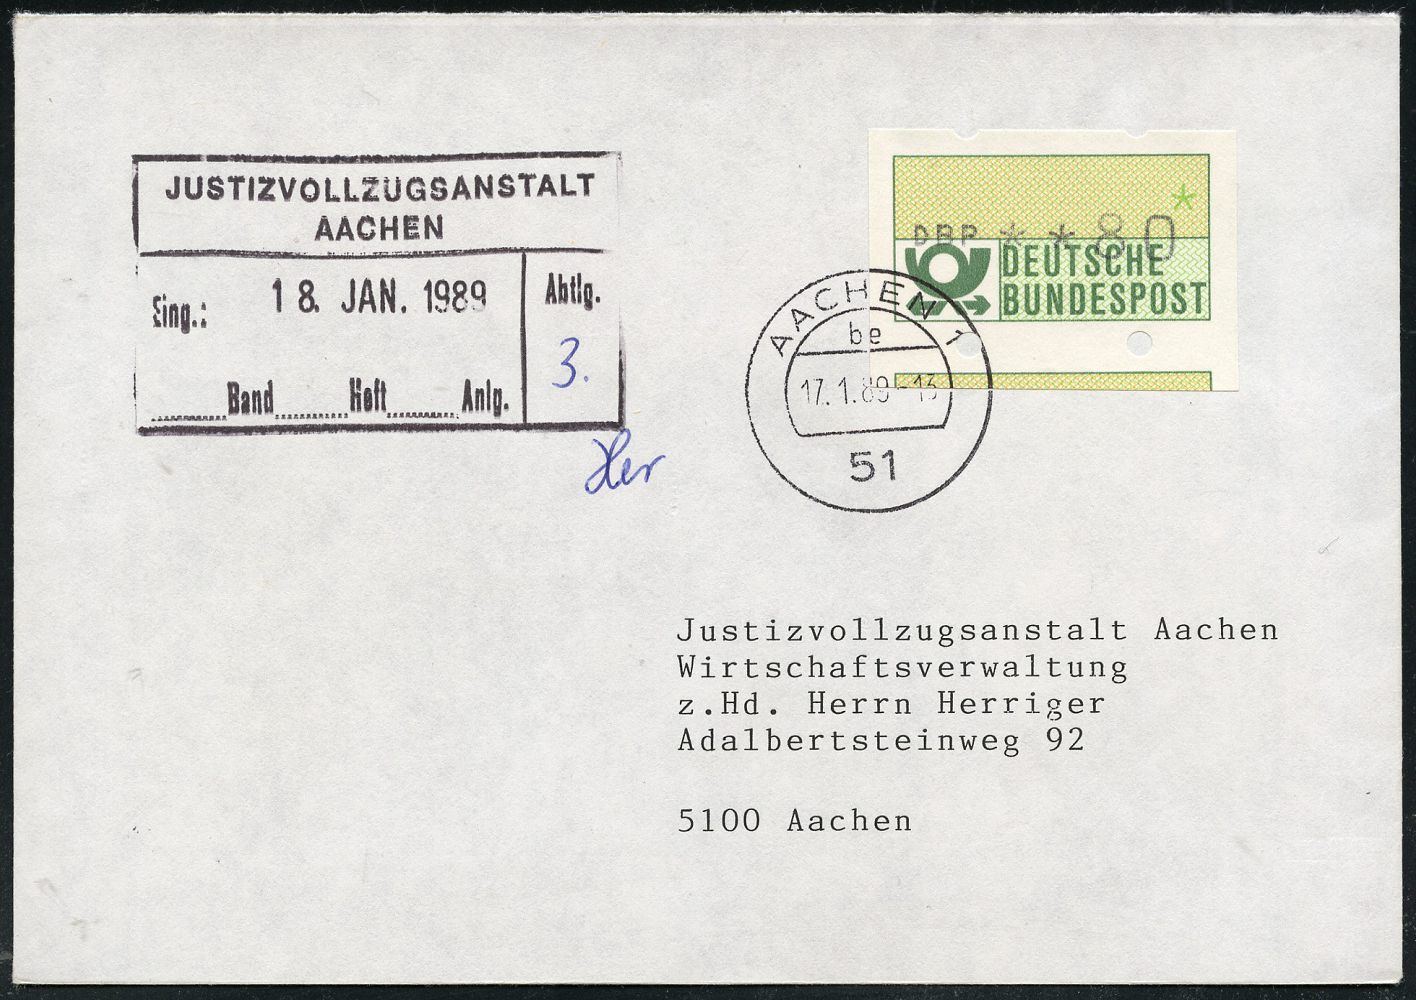 JUSTIZVOLLZUGSANSTALT
AACHEN
Eing.: 18. JAN. 1989
Abtlg.
3.
Band Heft Anlg.
Her
DBP * * 80
DEUTSCHE
BUNDESPOST
AACHEN 1
be
17.1.89-13
51
Justizvollzugsanstalt Aachen
Wirtschaftsverwaltung
z.Hd. Herrn Herriger
Adalbertsteinweg 92
5100 Aachen